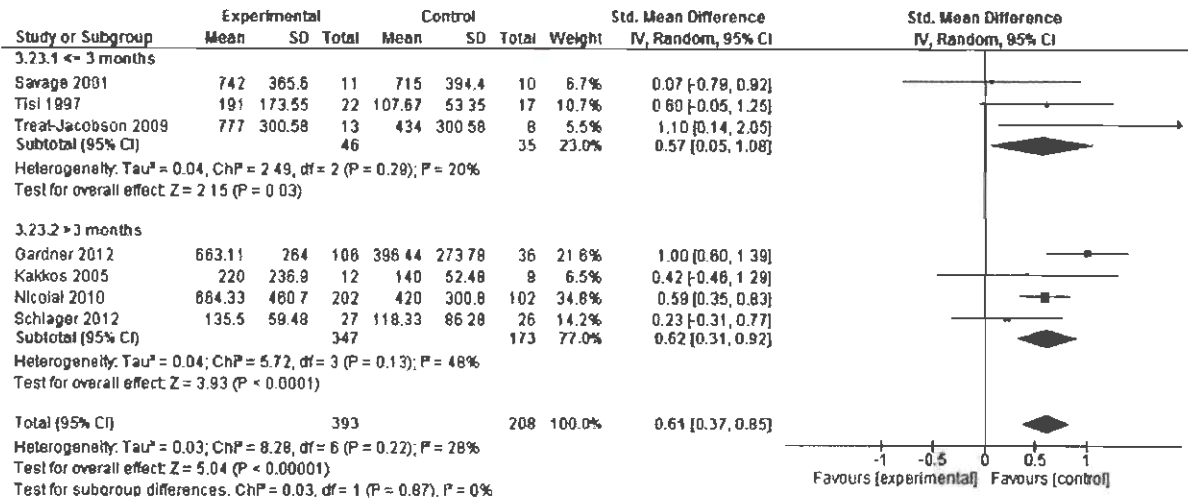 Experimental Control Std. Mean Difference Std. Mean Difference
Study or Subgroup Mean SD Total Mean SD Total Weight IV, Random, 95% CI IV, Random, 95% CI
3.23.1 <= 3 months
Savage 2001 742 365.6 11 715 394.4 10 6.7% 0.07 [-0.79, 0.92]
Tisi 1997 191 173.55 22 107.67 53.35 17 10.7% 0.60 [-0.05, 1.25]
Treat-Jacobson 2009 777 300.58 13 434 300.58 8 5.5% 1.10 [0.14, 2.05]
Subtotal (95% CI) 46 35 23.0% 0.57 [0.05, 1.08]
Heterogeneity: Tau² = 0.04, Chi² = 2.49, df = 2 (P = 0.29); I² = 20%
Test for overall effect: Z = 2.15 (P = 0.03)
3.23.2 >3 months
Gardner 2012 663.11 264 106 396.44 273.78 36 21.6% 1.00 [0.60, 1.39]
Kakkos 2005 220 236.9 12 140 52.48 9 6.5% 0.42 [-0.46, 1.29]
Nicolai 2010 684.33 460.7 202 420 300.8 102 34.8% 0.59 [0.35, 0.83]
Schlager 2012 135.5 59.48 27 118.33 86.28 26 14.2% 0.23 [-0.31, 0.77]
Subtotal (95% CI) 347 173 77.0% 0.62 [0.31, 0.92]
Heterogeneity: Tau² = 0.04; Chi² = 5.72, df = 3 (P = 0.13); I² = 48%
Test for overall effect: Z = 3.93 (P < 0.0001)
Total (95% CI) 393 208 100.0% 0.61 [0.37, 0.85]
Heterogeneity: Tau² = 0.03; Chi² = 8.28, df = 6 (P = 0.22); I² = 28%
Test for overall effect: Z = 5.04 (P < 0.00001)
Test for subgroup differences: Chi² = 0.03, df = 1 (P = 0.87), I² = 0%
-1 -0.5 0 0.5 1
Favours [experimental] Favours [control]